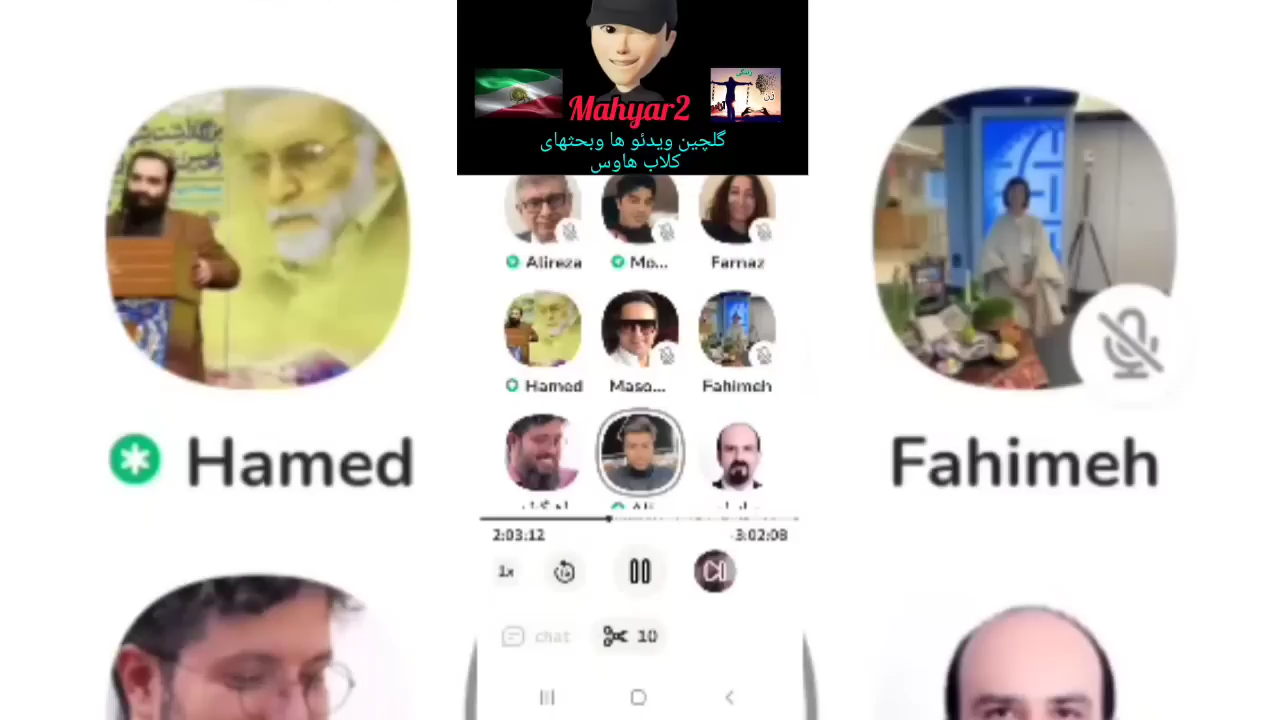 Mahyar2
گلچین ویدئو ها وبحثهای
کلاب هاوس
Alireza
Mo...
Farnaz
Hamed
Maso...
Fahimeh
2:03:12
-3:02:08
1x
chat
10
Hamed
Fahimeh